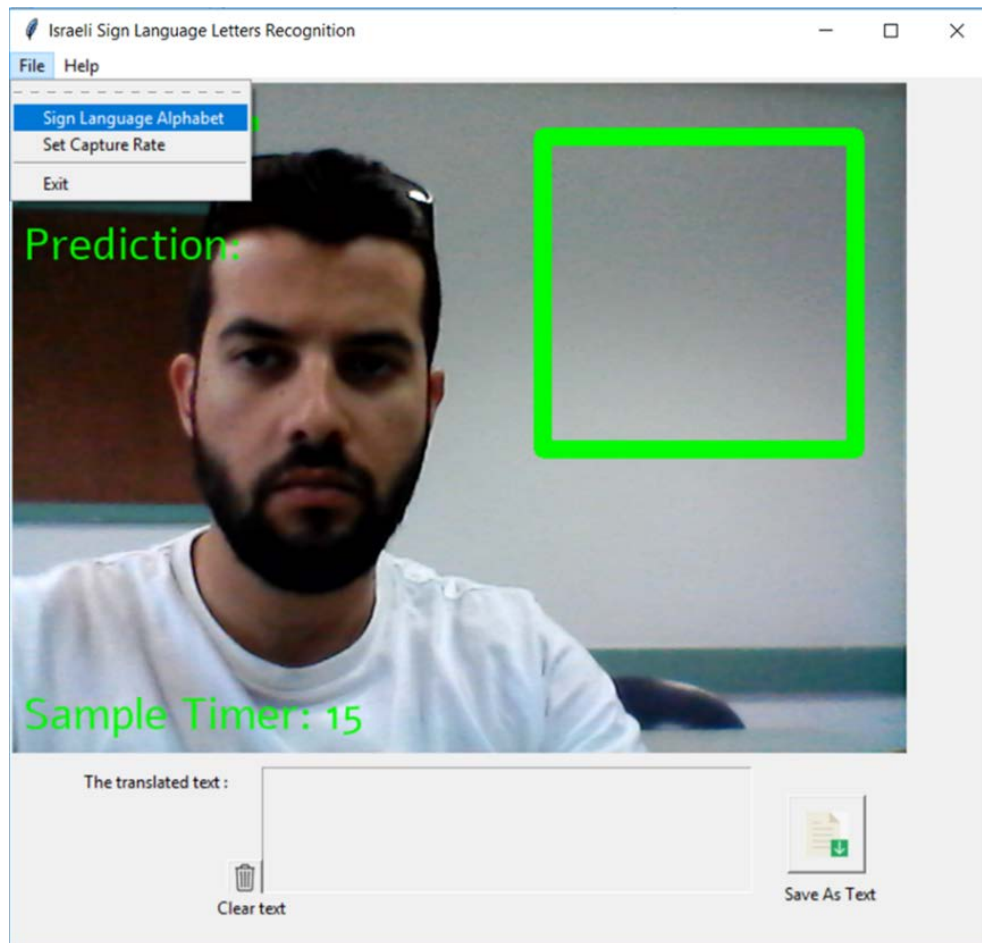 Israeli Sign Language Letters Recognition
File Help
Sign Language Alphabet
Set Capture Rate
Exit
Prediction:
Sample Timer: 15
The translated text :
Clear text
Save As Text